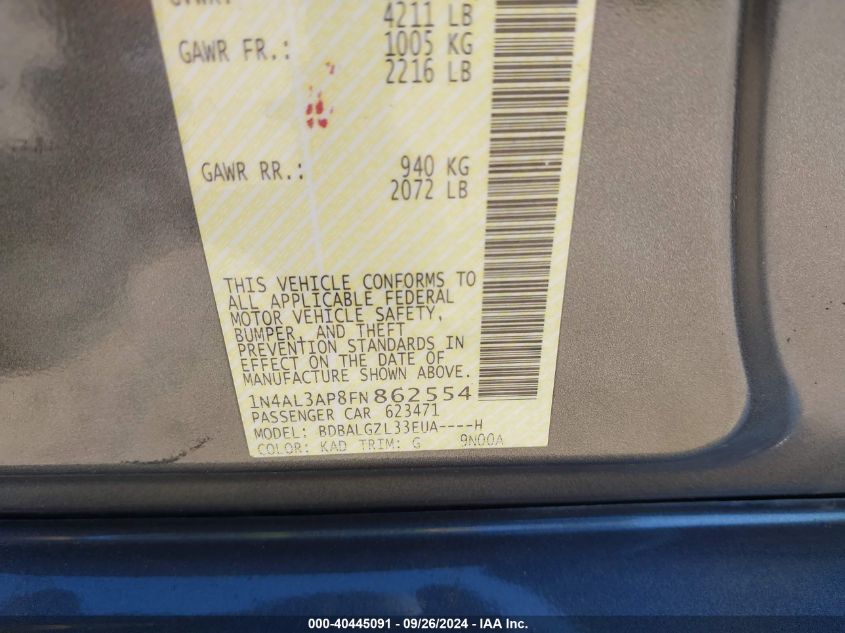 4211 LB
GAWR FR.: 1005 KG
2216 LB
GAWR RR.: 940 KG
2072 LB
THIS VEHICLE CONFORMS TO
ALL APPLICABLE FEDERAL
MOTOR VEHICLE SAFETY,
BUMPER, AND THEFT
PREVENTION STANDARDS IN
EFFECT ON THE DATE OF
MANUFACTURE SHOWN ABOVE.
1N4AL3AP8FN862554
PASSENGER CAR 623471
MODEL: BDBALGZL33EUA----H
COLOR: KAD TRIM: G 9N00A
000-40445091 - 09/26/2024 - IAA Inc.